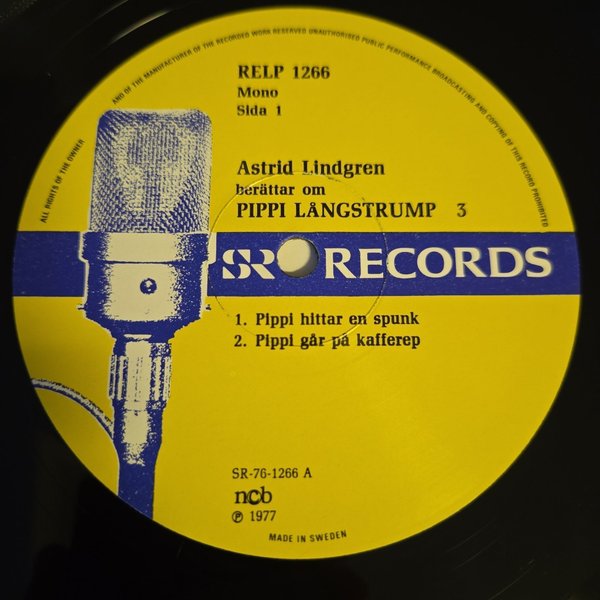 ALL RIGHTS OF THE OWNER AND OF THE MANUFACTURER OF THE RECORDED WORK RESERVED UNAUTHORISED PUBLIC PERFORMANCE BROADCASTING AND COPYING OF THIS RECORD PROHIBITED
RELP 1266
Mono
Sida 1
Astrid Lindgren
berättar om
PIPPI LÅNGSTRUMP 3
SR RECORDS
1. Pippi hittar en spunk
2. Pippi går på kafferep
SR-76-1266 A
ncb
℗ 1977
MADE IN SWEDEN